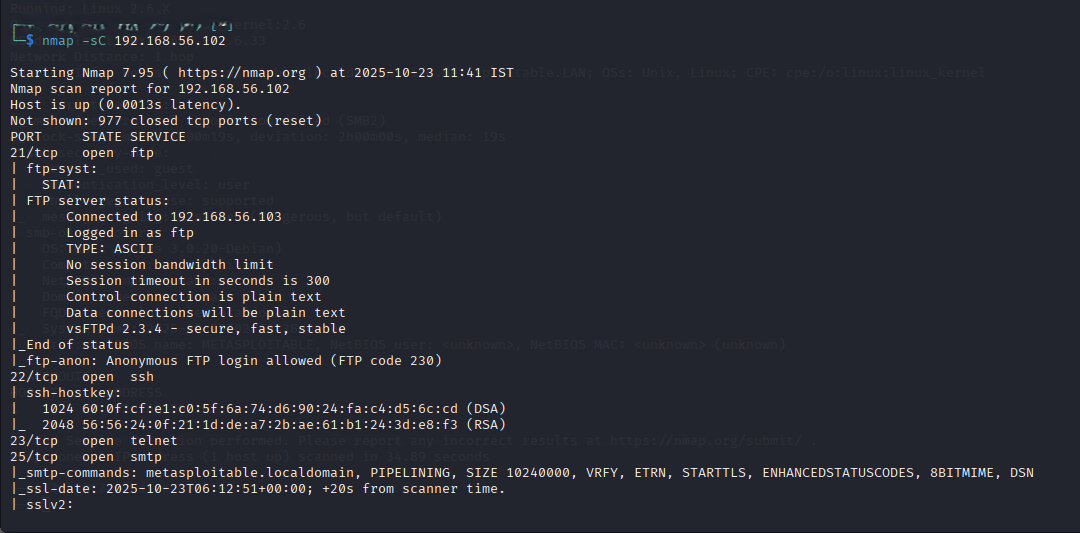 Running: Linux 2.6.X
└─$ nmap -sC 192.168.56.102
Starting Nmap 7.95 ( https://nmap.org ) at 2025-10-23 11:41 IST
Nmap scan report for 192.168.56.102
Host is up (0.0013s latency).
Not shown: 977 closed tcp ports (reset)
PORT     STATE SERVICE
21/tcp   open  ftp
| ftp-syst:
|   STAT:
| FTP server status:
|      Connected to 192.168.56.103
|      Logged in as ftp
|      TYPE: ASCII
|      No session bandwidth limit
|      Session timeout in seconds is 300
|      Control connection is plain text
|      Data connections will be plain text
|      vsFTPd 2.3.4 - secure, fast, stable
|_End of status
|_ftp-anon: Anonymous FTP login allowed (FTP code 230)
22/tcp   open  ssh
| ssh-hostkey:
|   1024 60:0f:cf:e1:c0:5f:6a:74:d6:90:24:fa:c4:d5:6c:cd (DSA)
|_  2048 56:56:24:0f:21:1d:de:a7:2b:ae:61:b1:24:3d:e8:f3 (RSA)
23/tcp   open  telnet
25/tcp   open  smtp
|_smtp-commands: metasploitable.localdomain, PIPELINING, SIZE 10240000, VRFY, ETRN, STARTTLS, ENHANCEDSTATUSCODES, 8BITMIME, DSN
|_ssl-date: 2025-10-23T06:12:51+00:00; +20s from scanner time.
| sslv2: